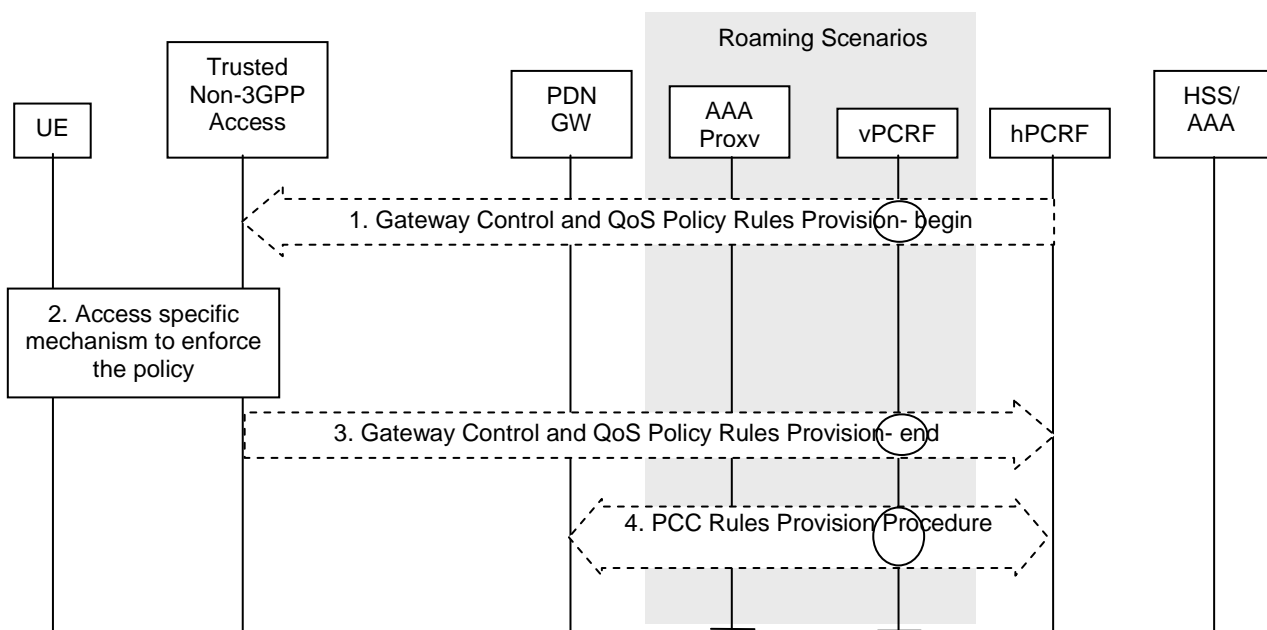 Roaming Scenarios
UE
Trusted
Non-3GPP
Access
PDN
GW
AAA
Proxv
vPCRF
hPCRF
HSS/
AAA
1. Gateway Control and QoS Policy Rules Provision- begin
2. Access specific
mechanism to enforce
the policy
3. Gateway Control and QoS Policy Rules Provision- end
4. PCC Rules Provision Procedure